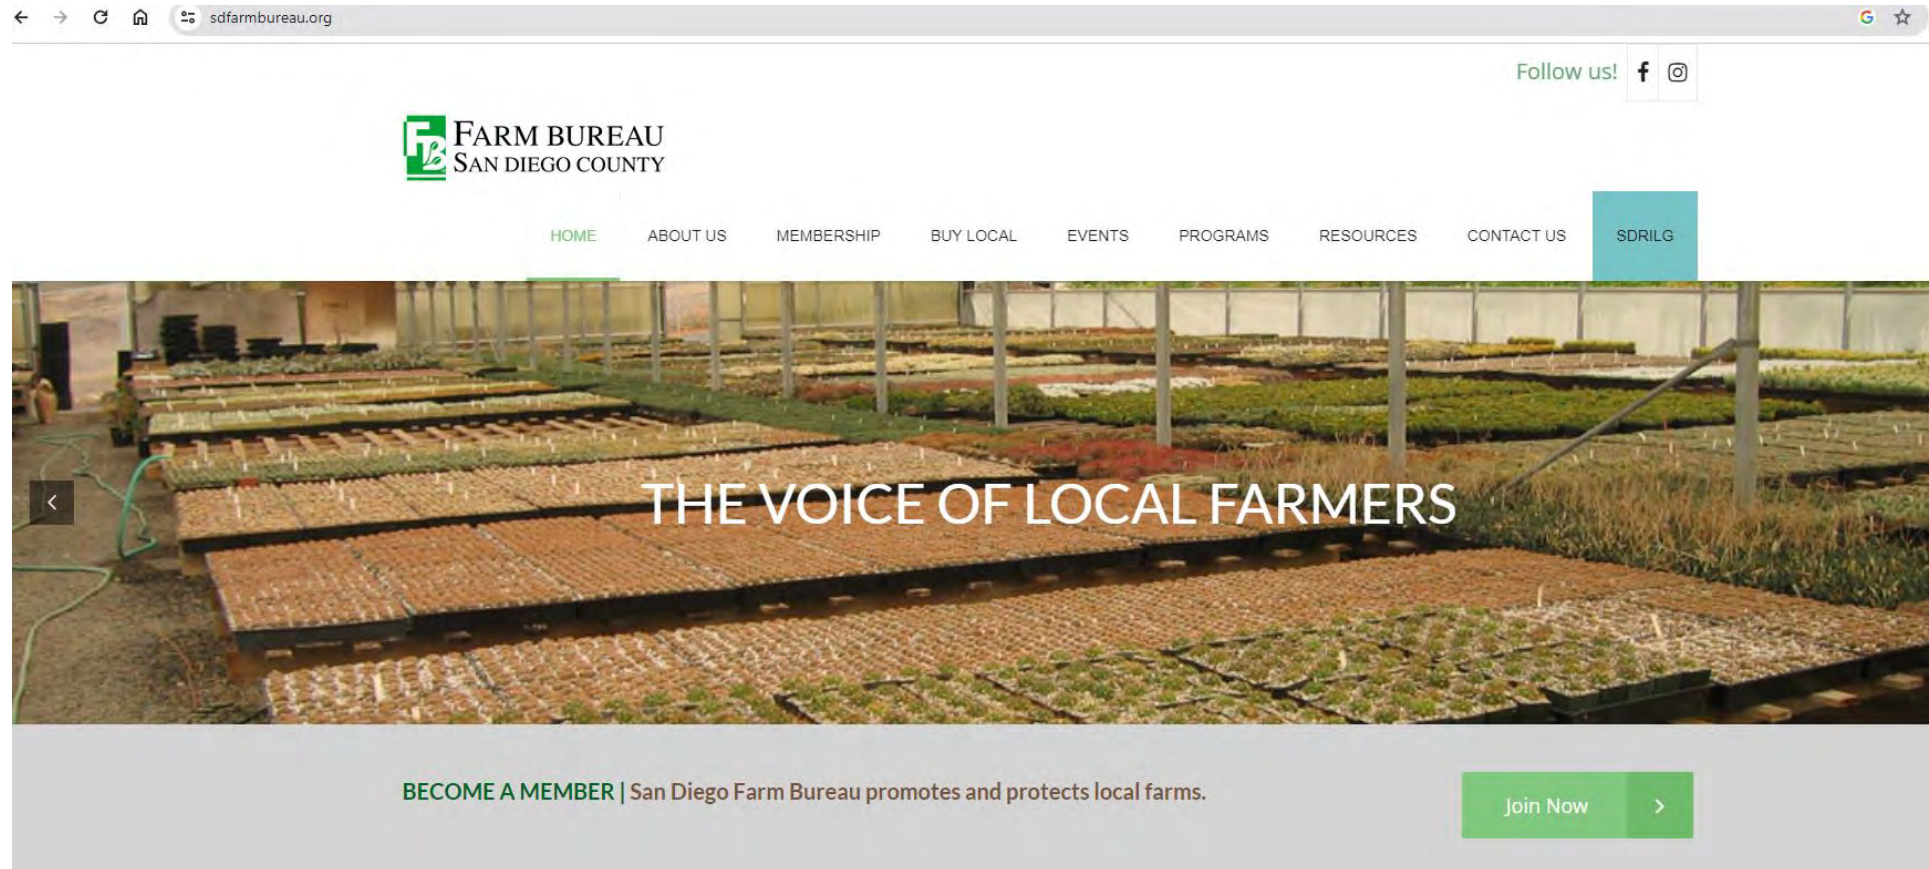 sdfarmbureau.org
Follow us!
FB
FARM BUREAU
SAN DIEGO COUNTY
HOME ABOUT US MEMBERSHIP BUY LOCAL EVENTS PROGRAMS RESOURCES CONTACT US SDRILG
THE VOICE OF LOCAL FARMERS
BECOME A MEMBER | San Diego Farm Bureau promotes and protects local farms.
Join Now